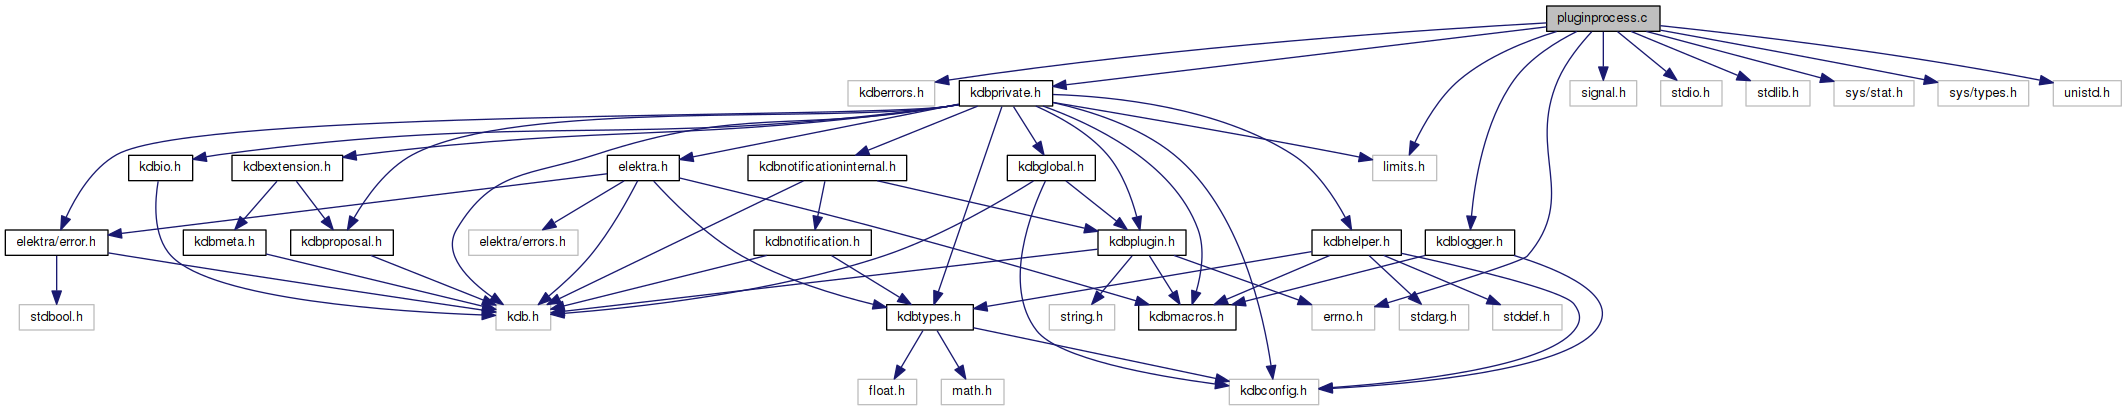 pluginprocess.c
kdberrors.h
kdbprivate.h
signal.h
stdio.h
stdlib.h
sys/stat.h
sys/types.h
unistd.h
kdbio.h
kdbextension.h
elektra.h
kdbnotificationinternal.h
kdbglobal.h
limits.h
elektra/error.h
kdbmeta.h
kdbproposal.h
elektra/errors.h
kdbnotification.h
kdbplugin.h
kdbhelper.h
kdblogger.h
stdbool.h
kdb.h
kdbtypes.h
string.h
kdbmacros.h
errno.h
stdarg.h
stddef.h
float.h
math.h
kdbconfig.h